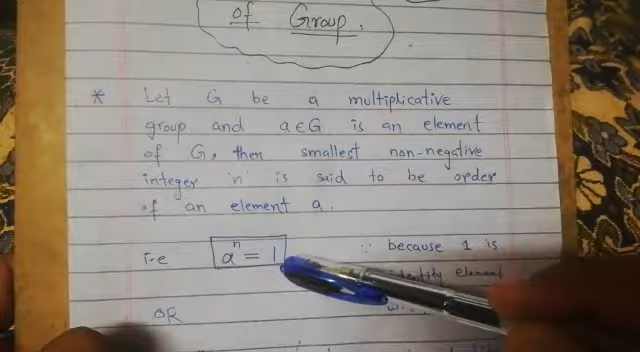 of Group.
* Let G be a multiplicative
group and a∈G is an element
of G, then smallest non-negative
integer 'n' is said to be order
of an element a.
i.e aⁿ = 1 ∵ because 1 is
identity element
OR